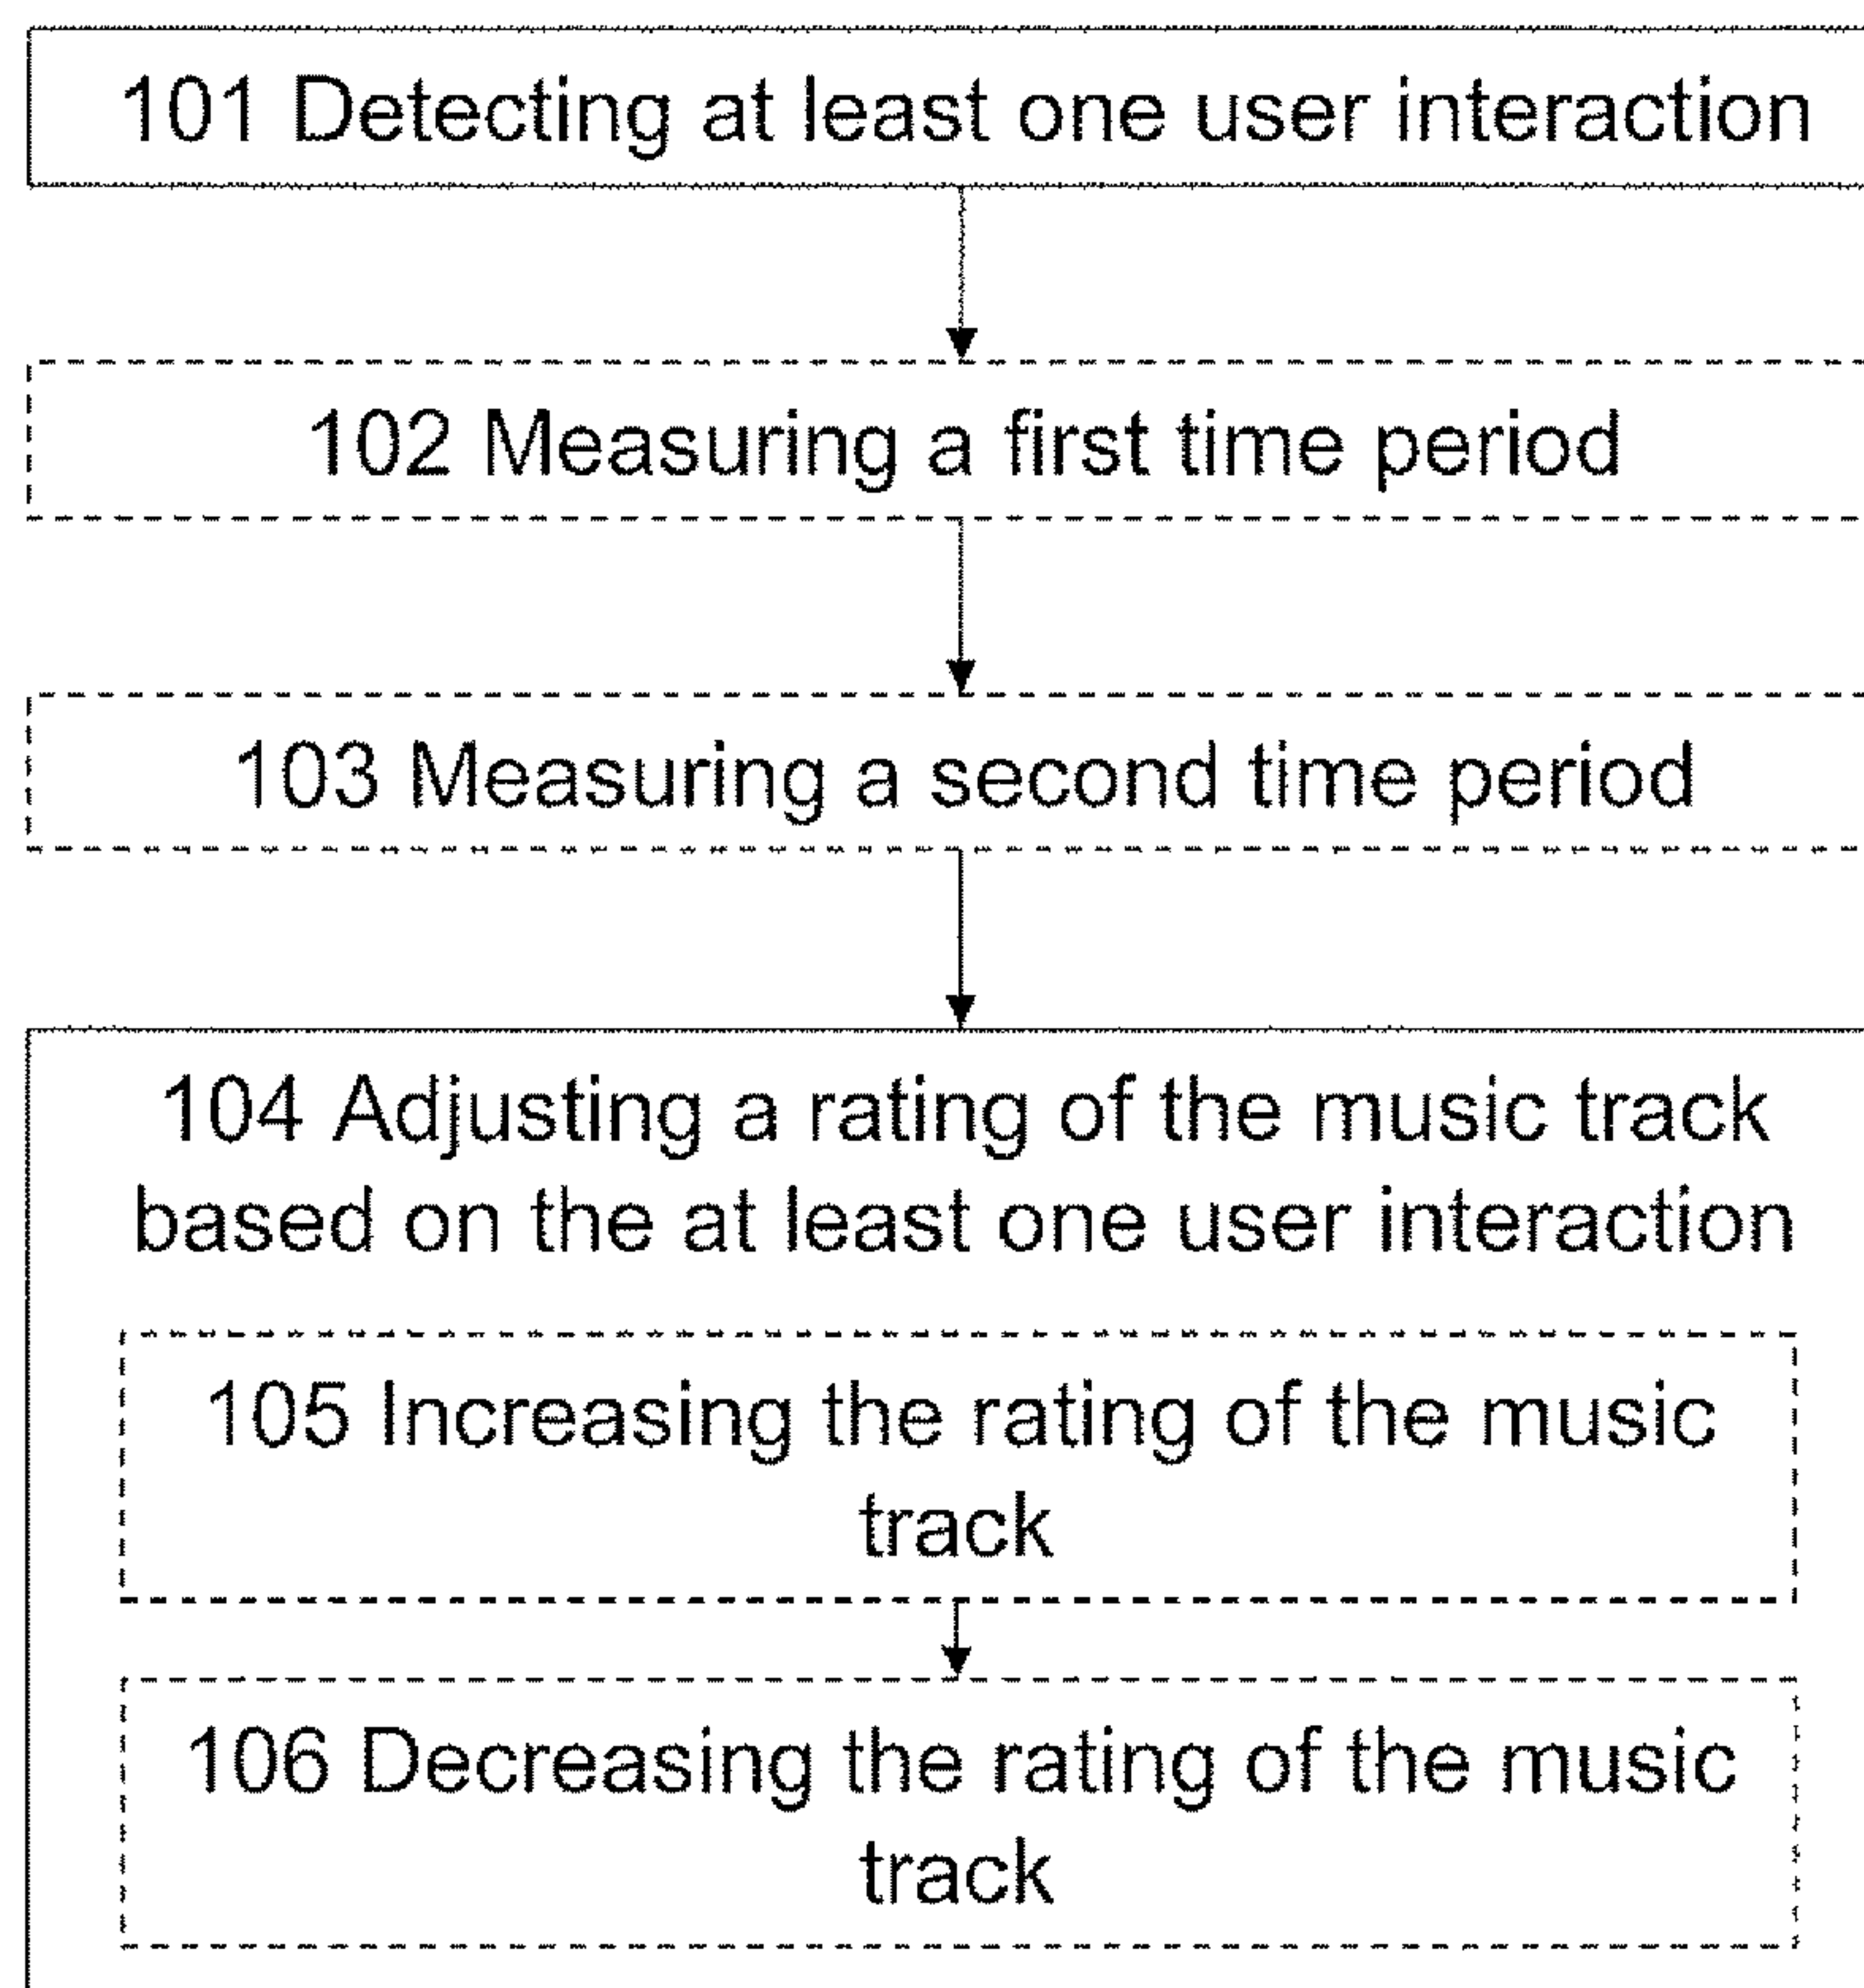 101 Detecting at least one user interaction
102 Measuring a first time period
103 Measuring a second time period
104 Adjusting a rating of the music track
based on the at least one user interaction
105 Increasing the rating of the music
track
106 Decreasing the rating of the music
track